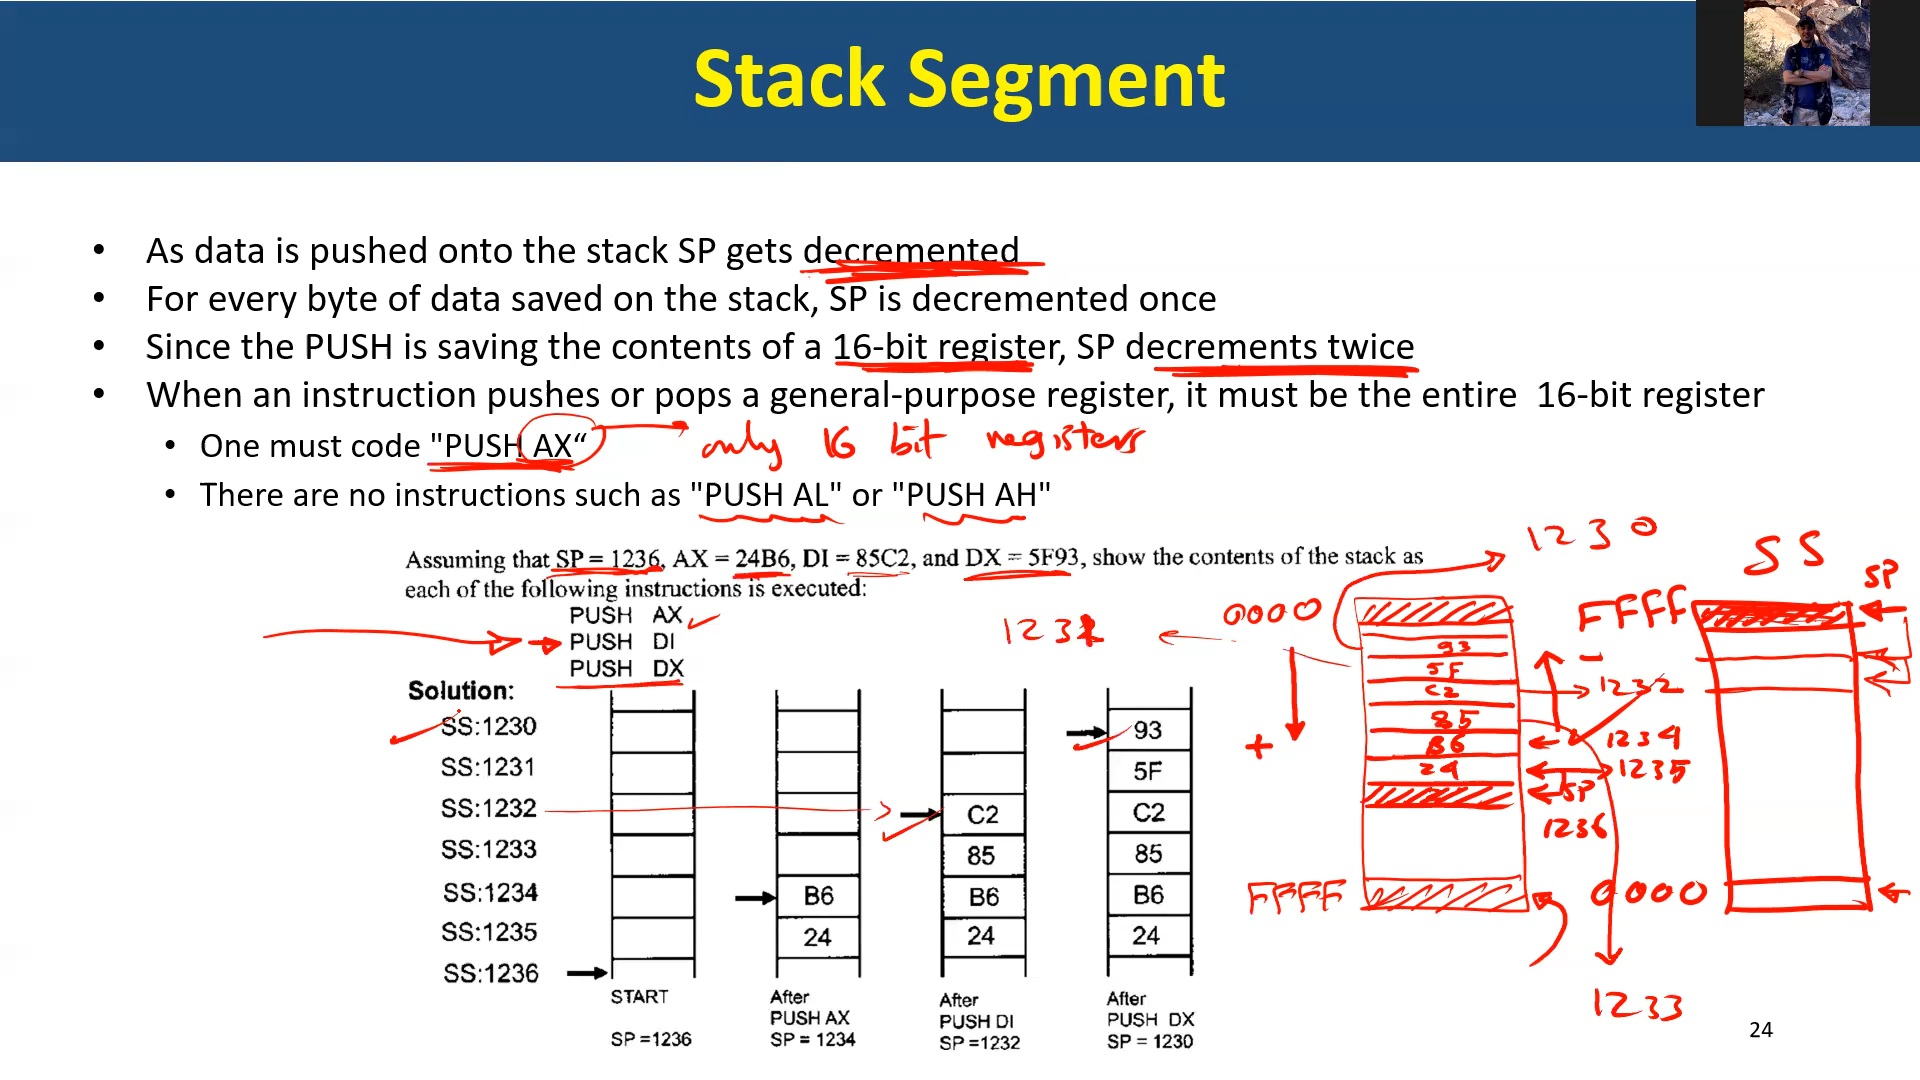 Stack Segment
• As data is pushed onto the stack SP gets decremented
• For every byte of data saved on the stack, SP is decremented once
• Since the PUSH is saving the contents of a 16-bit register, SP decrements twice
• When an instruction pushes or pops a general-purpose register, it must be the entire 16-bit register
• One must code "PUSH AX“
only 16 bit registers
• There are no instructions such as "PUSH AL" or "PUSH AH"
Assuming that SP = 1236, AX = 24B6, DI = 85C2, and DX = 5F93, show the contents of the stack as
each of the following instructions is executed:
PUSH AX
PUSH DI
PUSH DX
Solution:
SS:1230 93
SS:1231 5F
SS:1232 C2 C2
SS:1233 85 85
SS:1234 B6 B6 B6
SS:1235 24 24 24
SS:1236
START
SP =1236
After
PUSH AX
SP = 1234
After
PUSH DI
SP =1232
After
PUSH DX
SP = 1230
1230
0000
+
93
5F
C2
85
B6
24
-
1232
1234
1235
SP
1236
FFFF
1233
SS
SP
FFFF
0000
24